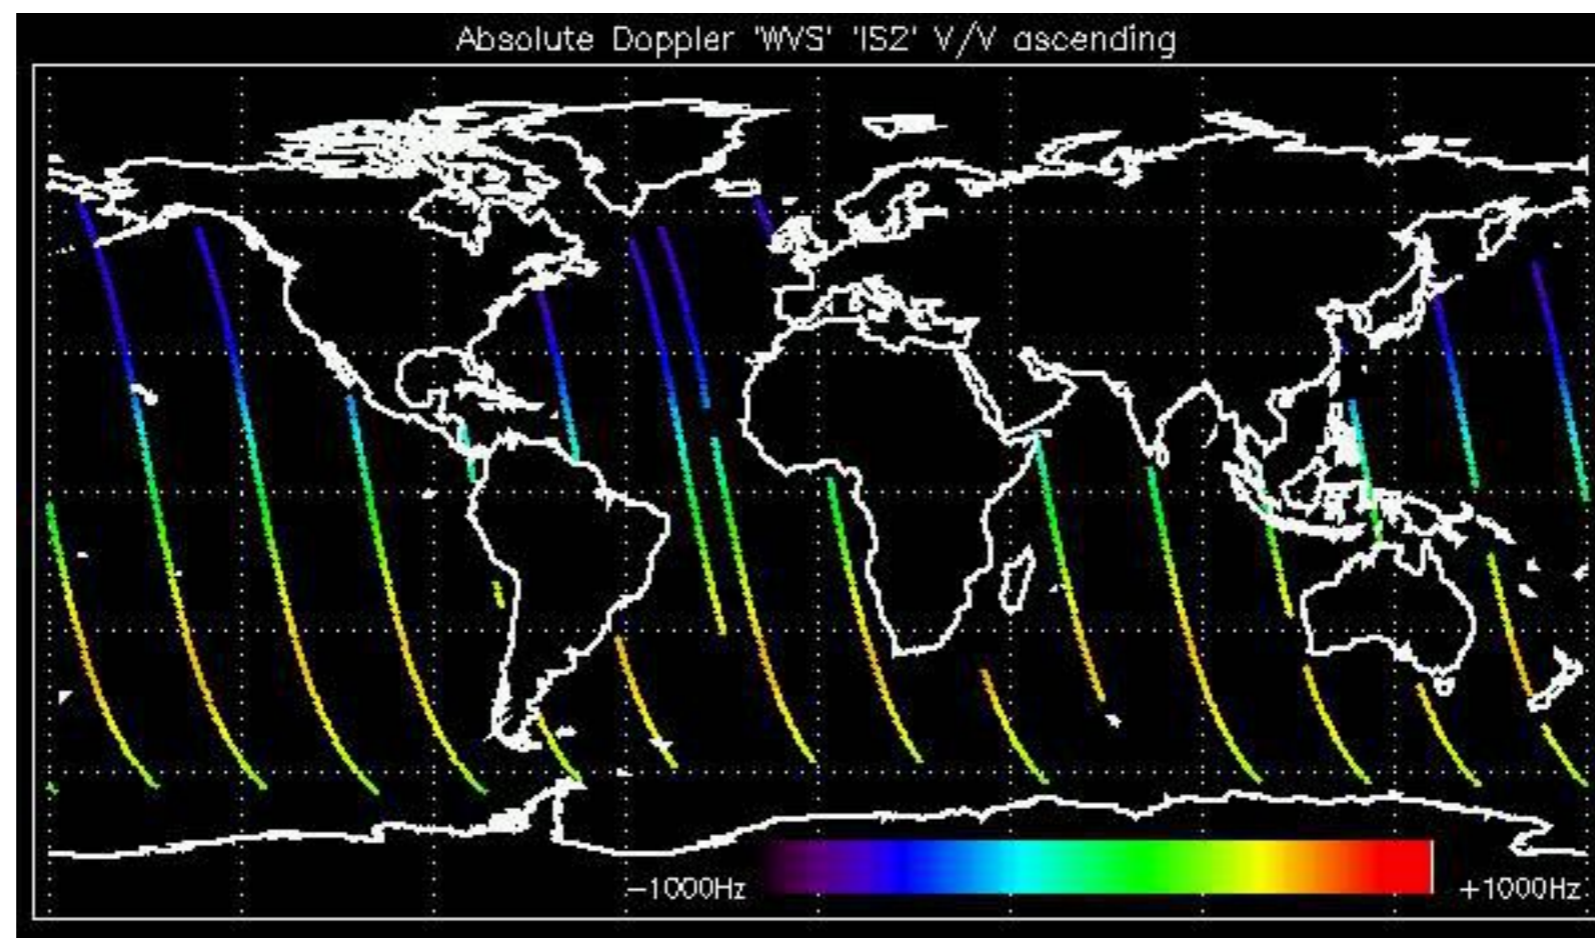 Absolute Doppler 'WVS' 'IS2' V/V ascending
−1000Hz +1000Hz